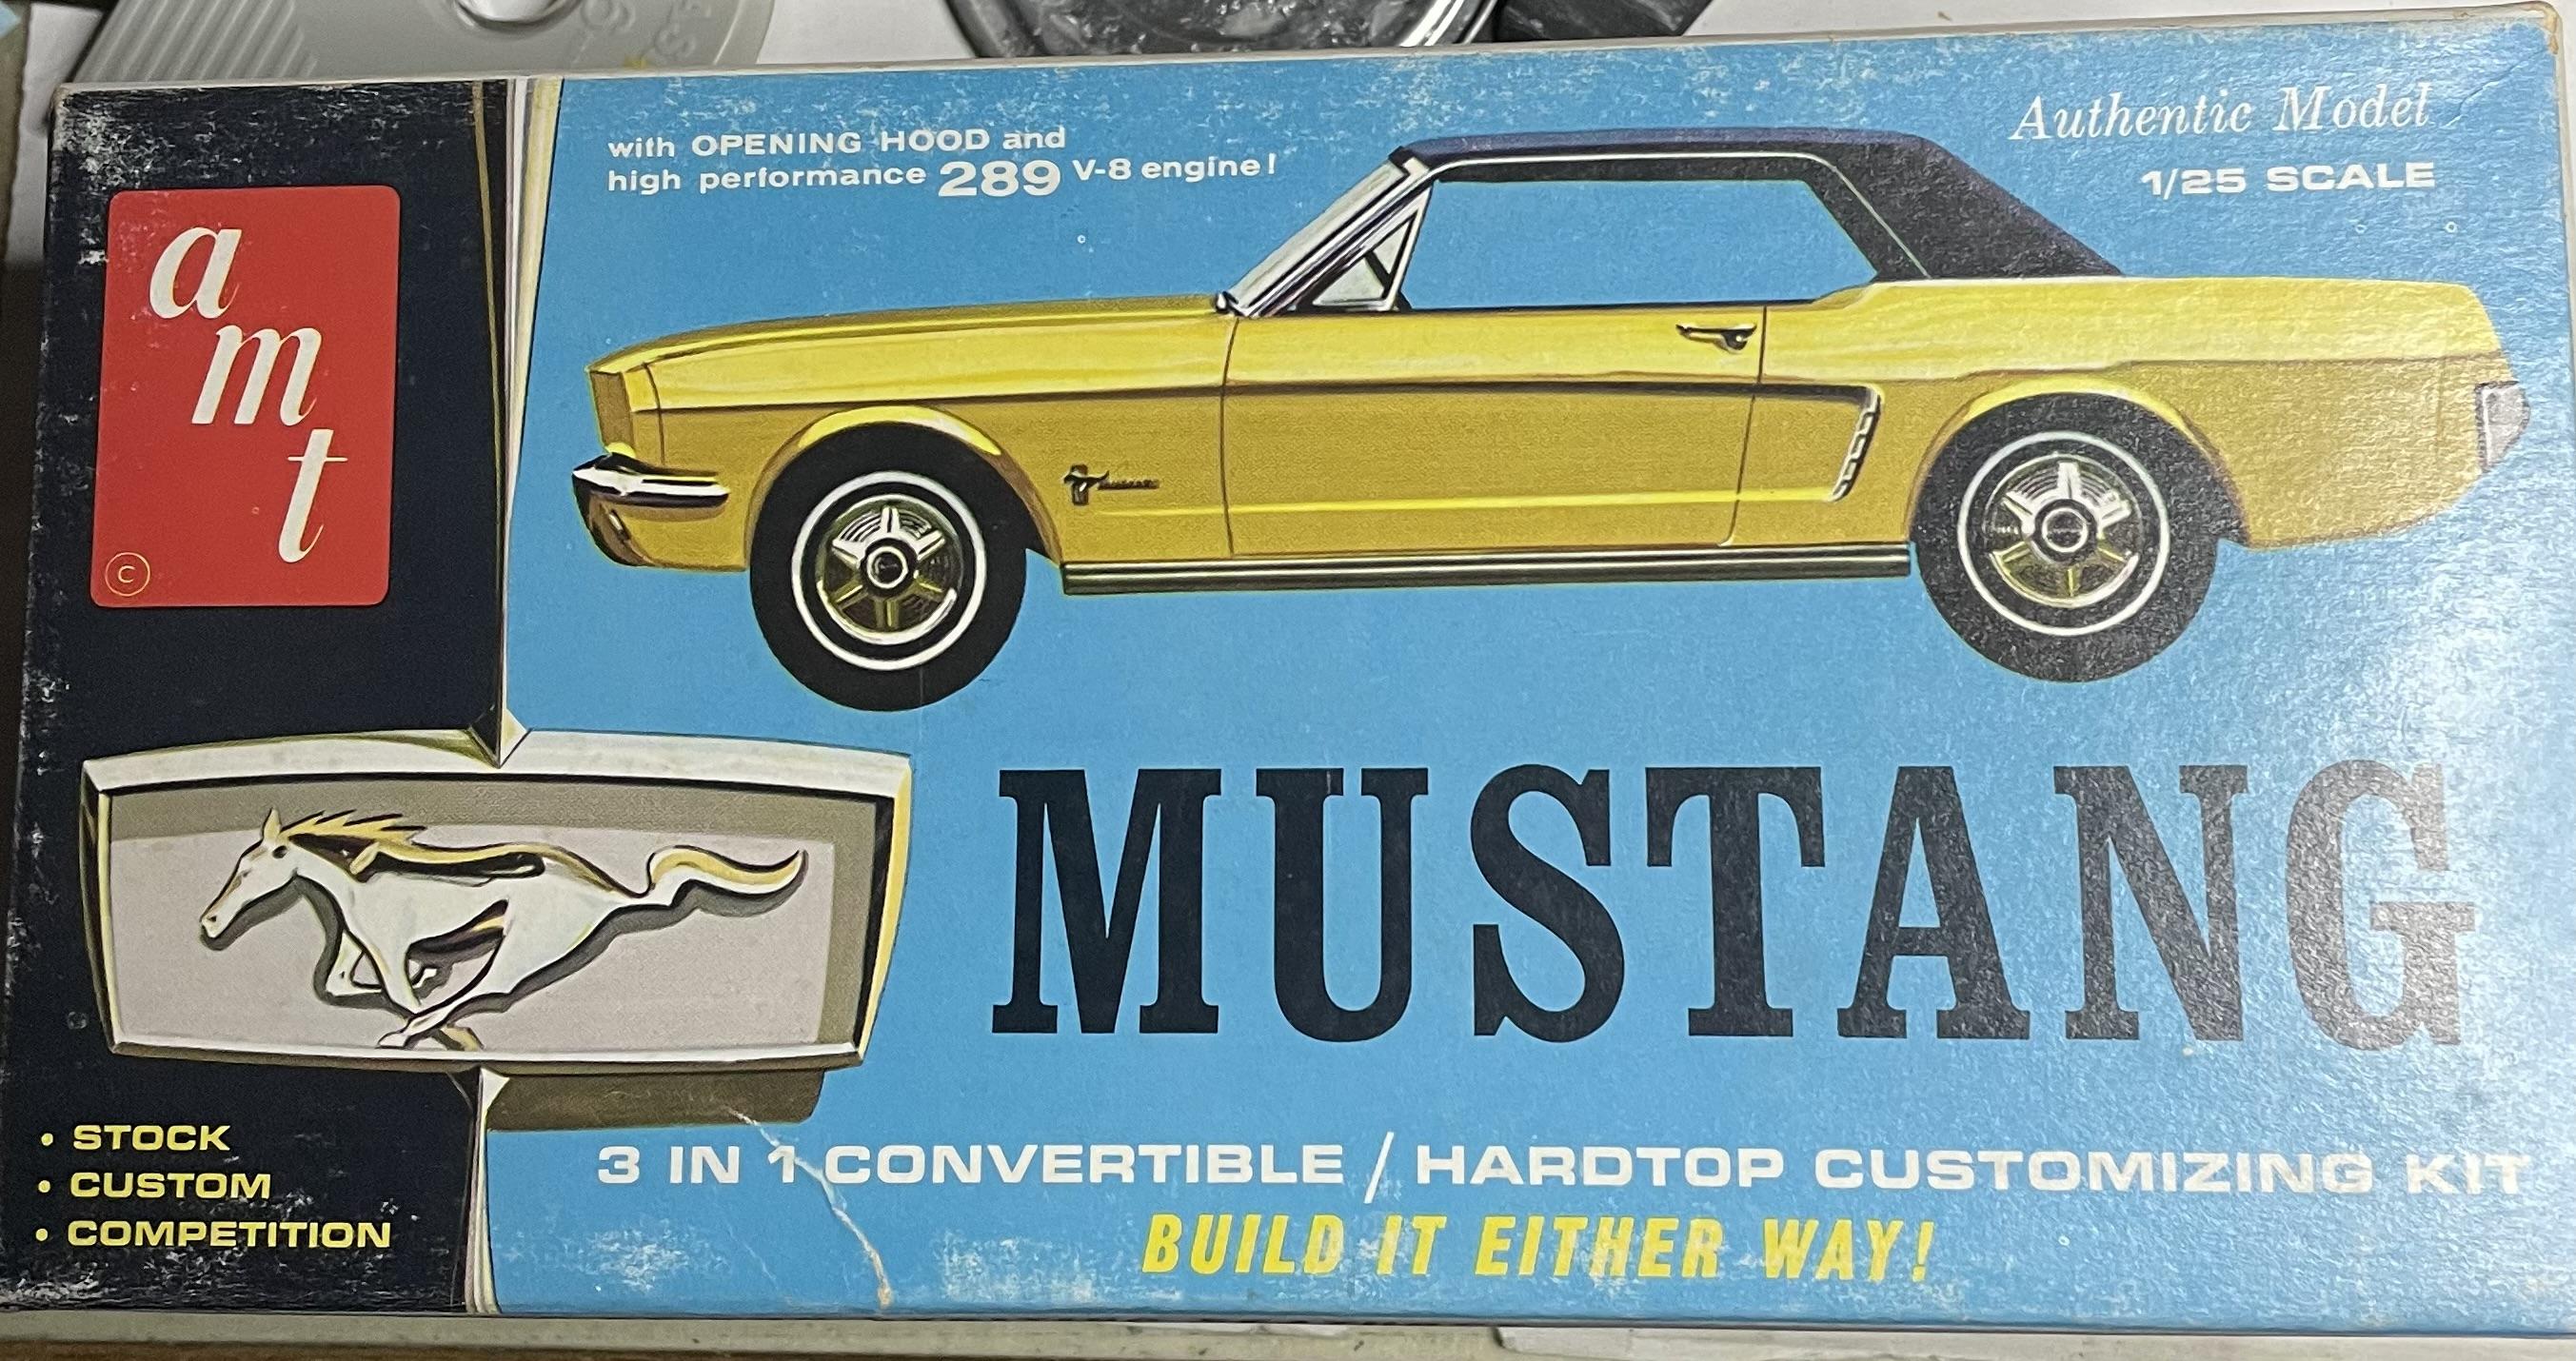 a
m
t
©
with OPENING HOOD and
high performance 289 V-8 engine!
Authentic Model
1/25 SCALE
MUSTANG
• STOCK
• CUSTOM
• COMPETITION
3 IN 1 CONVERTIBLE / HARDTOP CUSTOMIZING KIT
BUILD IT EITHER WAY!